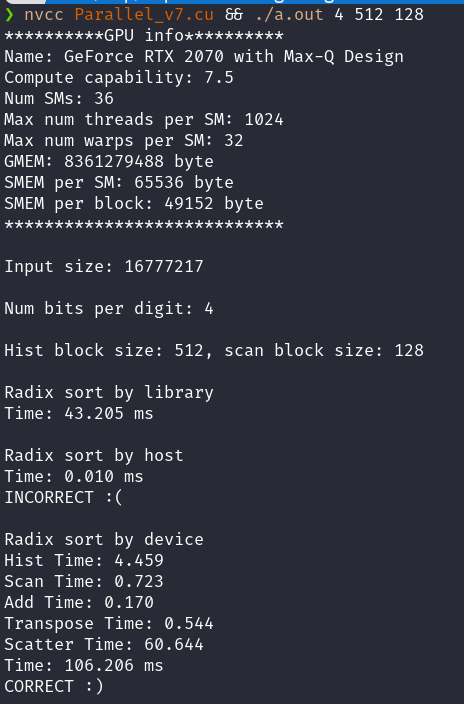 ❯ nvcc Parallel_v7.cu && ./a.out 4 512 128
**********GPU info**********
Name: GeForce RTX 2070 with Max-Q Design
Compute capability: 7.5
Num SMs: 36
Max num threads per SM: 1024
Max num warps per SM: 32
GMEM: 8361279488 byte
SMEM per SM: 65536 byte
SMEM per block: 49152 byte
****************************
Input size: 16777217
Num bits per digit: 4
Hist block size: 512, scan block size: 128
Radix sort by library
Time: 43.205 ms
Radix sort by host
Time: 0.010 ms
INCORRECT :(
Radix sort by device
Hist Time: 4.459
Scan Time: 0.723
Add Time: 0.170
Transpose Time: 0.544
Scatter Time: 60.644
Time: 106.206 ms
CORRECT :)